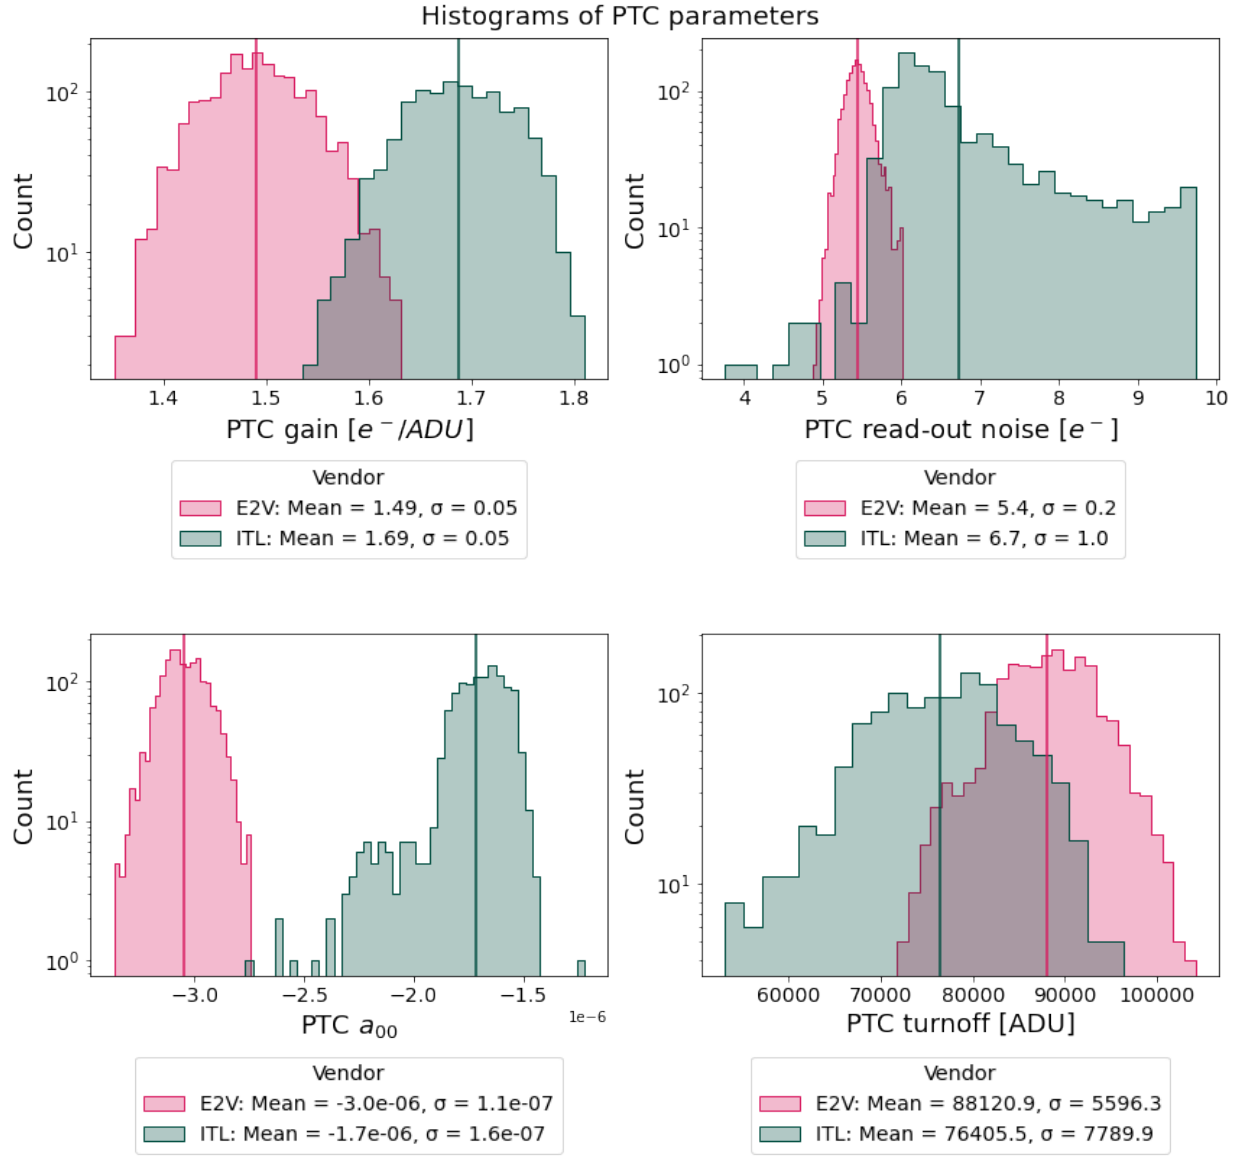 Histograms of PTC parameters
10²
10¹
Count
1.4 1.5 1.6 1.7 1.8
PTC gain [e⁻/ADU]
Vendor
E2V: Mean = 1.49, σ = 0.05
ITL: Mean = 1.69, σ = 0.05
10²
10¹
10⁰
Count
4 5 6 7 8 9 10
PTC read-out noise [e⁻]
Vendor
E2V: Mean = 5.4, σ = 0.2
ITL: Mean = 6.7, σ = 1.0
10²
10¹
10⁰
Count
−3.0 −2.5 −2.0 −1.5
1e-6
PTC a₀₀
Vendor
E2V: Mean = -3.0e-06, σ = 1.1e-07
ITL: Mean = -1.7e-06, σ = 1.6e-07
10²
10¹
Count
60000 70000 80000 90000 100000
PTC turnoff [ADU]
Vendor
E2V: Mean = 88120.9, σ = 5596.3
ITL: Mean = 76405.5, σ = 7789.9